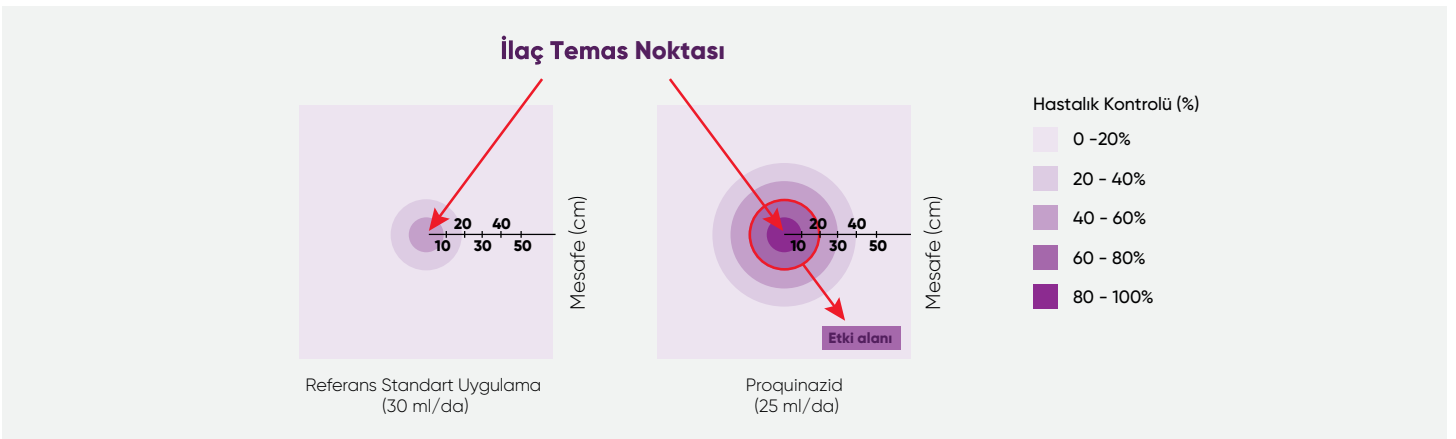 İlaç Temas Noktası
20 40
10 30 50
Mesafe (cm)
Referans Standart Uygulama
(30 ml/da)
20 40
10 30 50
Mesafe (cm)
Etki alanı
Proquinazid
(25 ml/da)
Hastalık Kontrolü (%)
0 -20%
20 - 40%
40 - 60%
60 - 80%
80 - 100%